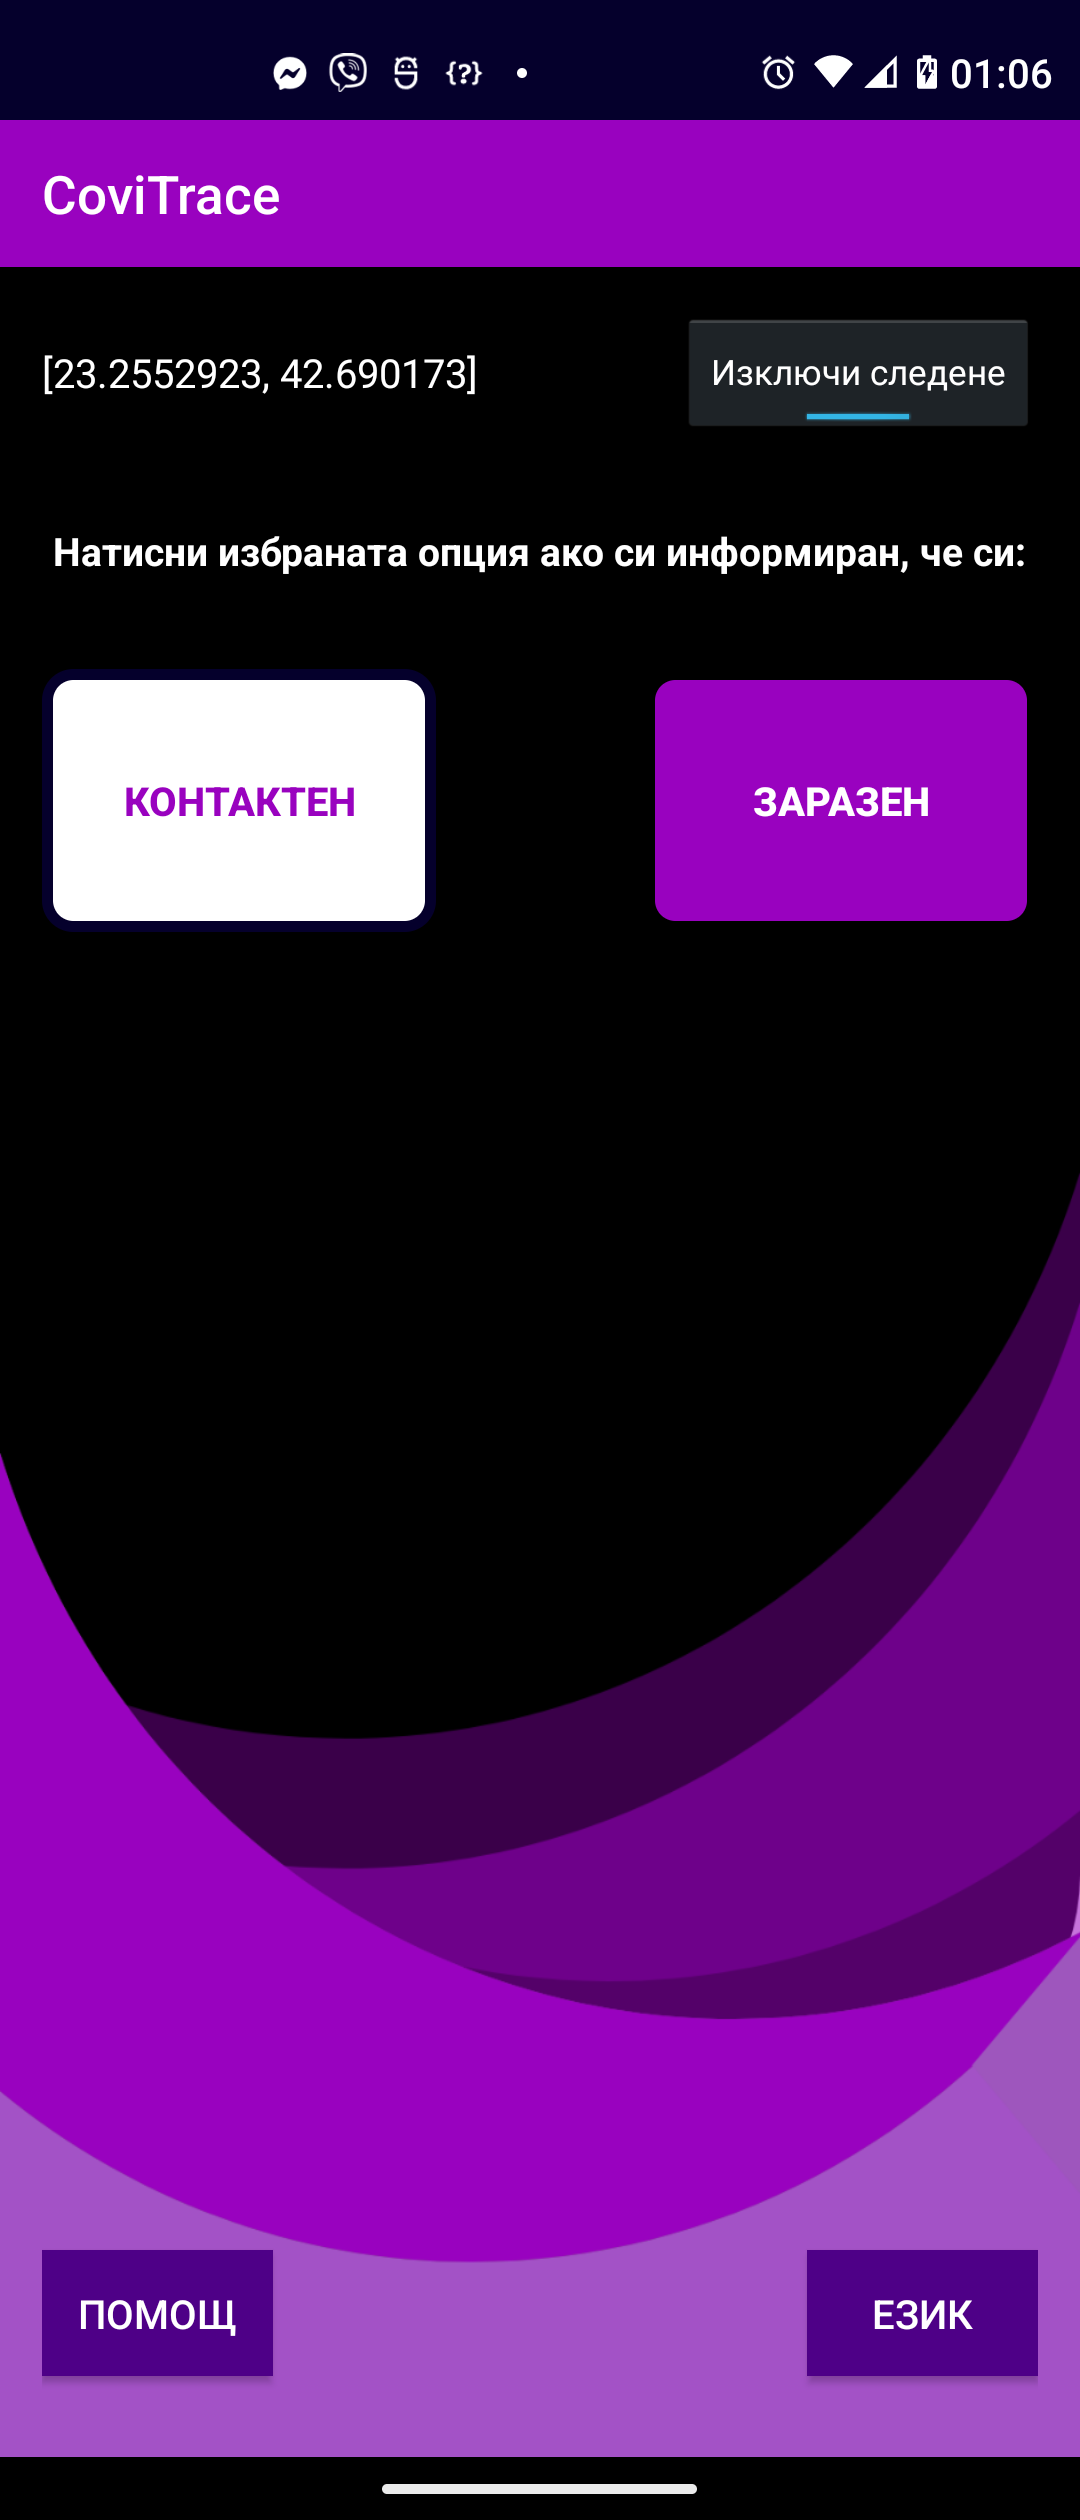 01:06
CoviTrace
[23.2552923, 42.690173]
Изключи следене
Натисни избраната опция ако си информиран, че си:
КОНТАКТЕН
ЗАРАЗЕН
ПОМОЩ
ЕЗИК